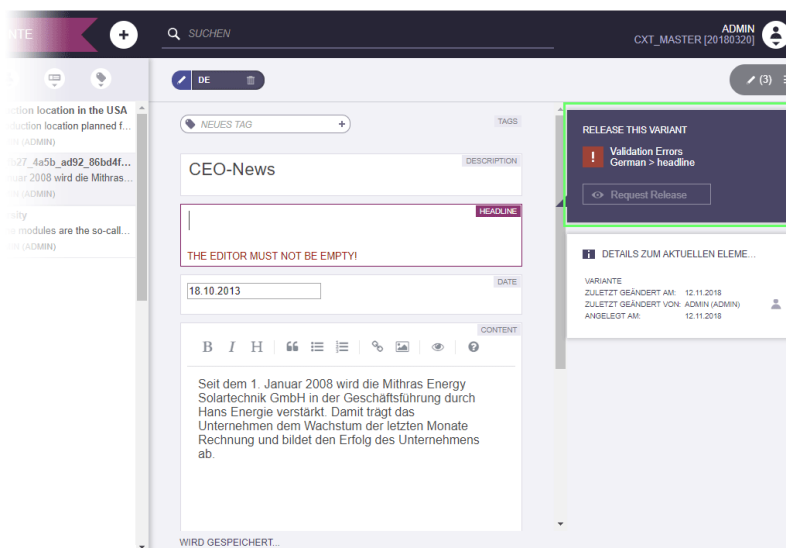 NTE
SUCHEN
ADMIN
CXT_MASTER [20180320]
DE
(3)
ction location in the USA
duction location planned f...
(ADMIN)
b27_4a5b_ad92_86bd4f...
nuar 2008 wird die Mithras...
(ADMIN)
sity
modules are the so-call...
(ADMIN)
NEUES TAG +
TAGS
DESCRIPTION
CEO-News
HEADLINE
THE EDITOR MUST NOT BE EMPTY!
DATE
18.10.2013
CONTENT
B I H
Seit dem 1. Januar 2008 wird die Mithras Energy
Solartechnik GmbH in der Geschäftsführung durch
Hans Energie verstärkt. Damit trägt das
Unternehmen dem Wachstum der letzten Monate
Rechnung und bildet den Erfolg des Unternehmens
ab.
WIRD GESPEICHERT...
RELEASE THIS VARIANT
Validation Errors
German > headline
Request Release
DETAILS ZUM AKTUELLEN ELEME...
VARIANTE
ZULETZT GEÄNDERT AM: 12.11.2018
ZULETZT GEÄNDERT VON: ADMIN (ADMIN)
ANGELEGT AM: 12.11.2018